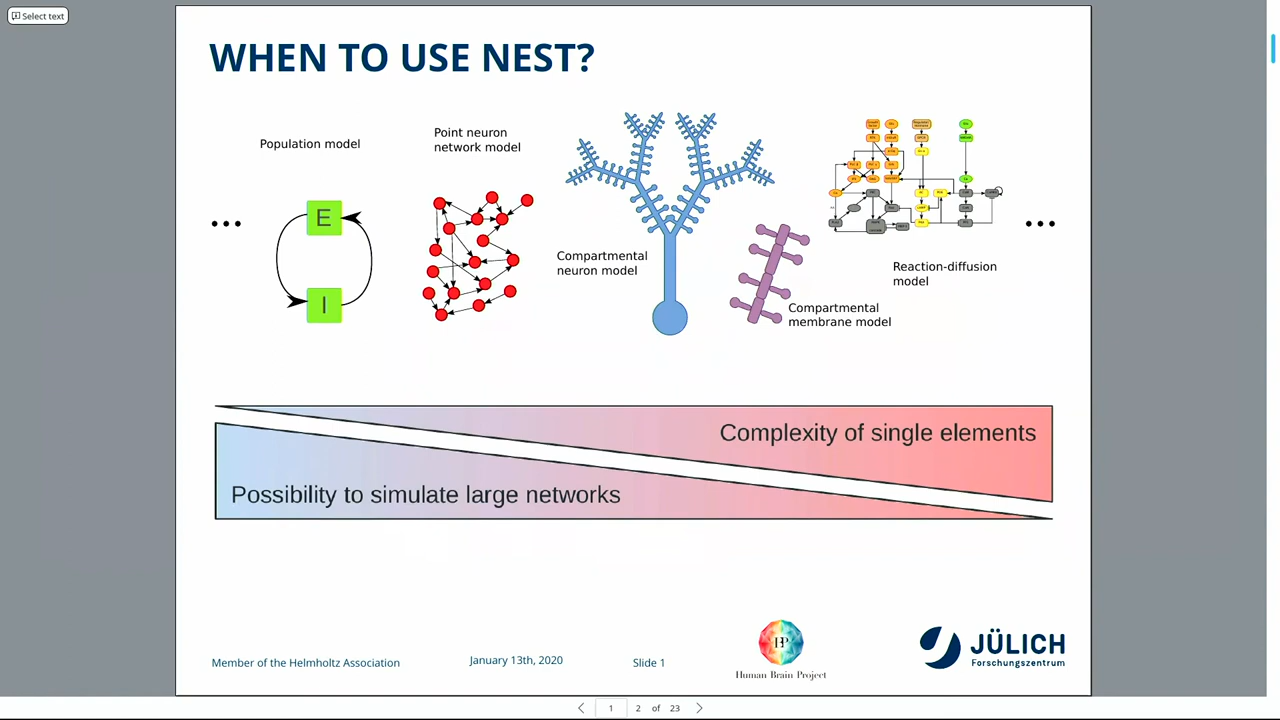 Select text
WHEN TO USE NEST?
Population model
Point neuron
network model
E
I
Compartmental
neuron model
Compartmental
membrane model
Reaction-diffusion
model
Complexity of single elements
Possibility to simulate large networks
Member of the Helmholtz Association
January 13th, 2020
Slide 1
Human Brain Project
JÜLICH
Forschungszentrum
1
2 of 23